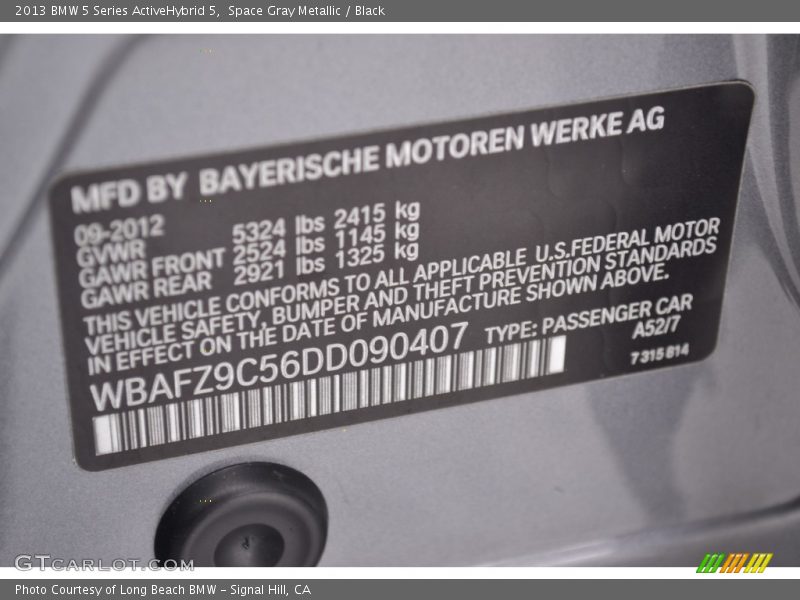 2013 BMW 5 Series ActiveHybrid 5,  Space Gray Metallic / Black
MFD BY BAYERISCHE MOTOREN WERKE AG
09-2012
GVWR 5324 lbs 2415 kg
GAWR FRONT 2524 lbs 1145 kg
GAWR REAR 2921 lbs 1325 kg
THIS VEHICLE CONFORMS TO ALL APPLICABLE U.S.FEDERAL MOTOR
VEHICLE SAFETY, BUMPER AND THEFT PREVENTION STANDARDS
IN EFFECT ON THE DATE OF MANUFACTURE SHOWN ABOVE.
WBAFZ9C56DD090407 TYPE: PASSENGER CAR
A52/7
7 315 814
GTCARLOT.COM
Photo Courtesy of Long Beach BMW - Signal Hill, CA